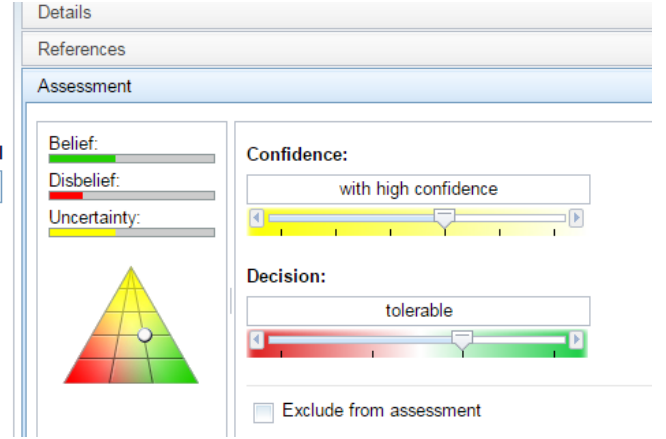 Details
References
Assessment
Belief:
Disbelief:
Uncertainty:
Confidence:
with high confidence
Decision:
tolerable
Exclude from assessment